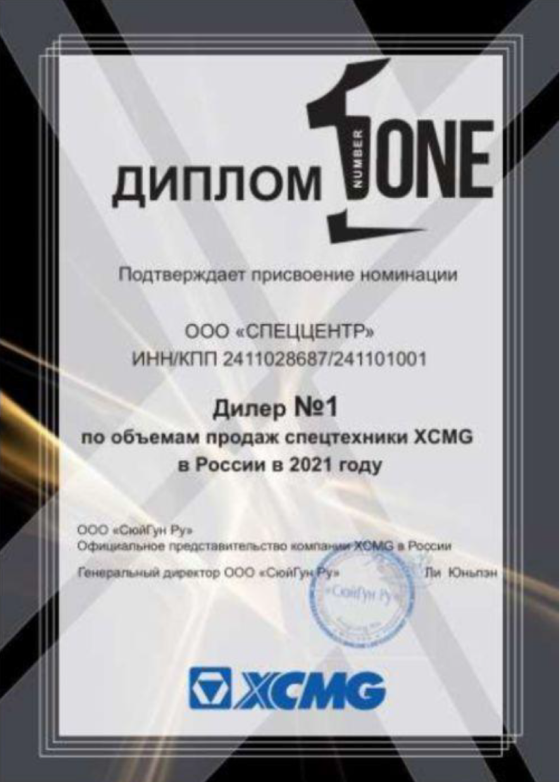 ДИПЛОМ
1
NUMBER
ONE
Подтверждает присвоение номинации
ООО «СПЕЦЦЕНТР»
ИНН/КПП 2411028687/241101001
Дилер №1
по объемам продаж спецтехники XCMG
в России в 2021 году
ООО «СюйГун Ру»
Официальное представительство компании XCMG в России
Генеральный директор ООО «СюйГун Ру» Ли Юньпэн
«СюйГун Ру»
XCMG